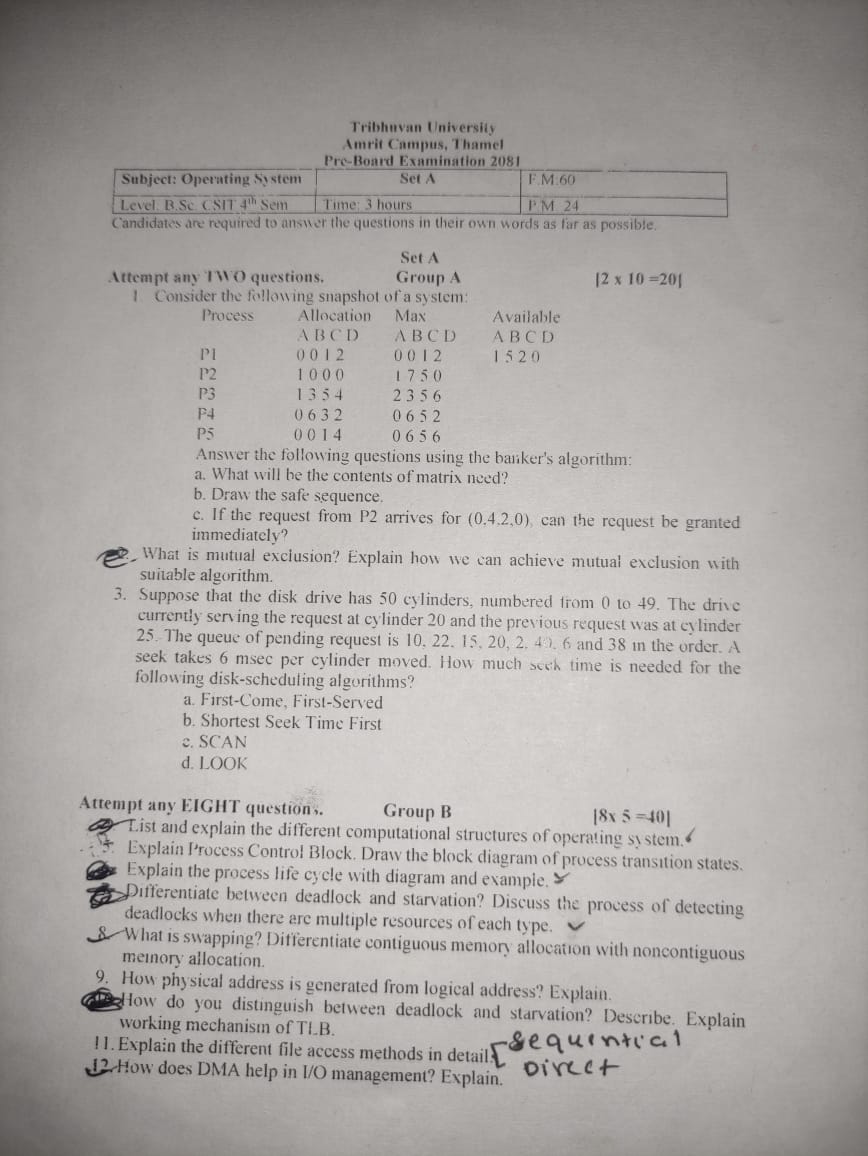 Tribhuvan University
Amrit Campus, Thamel
Pre-Board Examination 2081
Subject: Operating System Set A F.M:60
Level. B.Sc. CSIT 4th Sem Time: 3 hours P.M 24
Candidates are required to answer the questions in their own words as far as possible.
Set A
Attempt any TWO questions. Group A [2 x 10 =20]
1. Consider the following snapshot of a system:
Process Allocation Max Available
A B C D A B C D A B C D
P1 0 0 1 2 0 0 1 2 1 5 2 0
P2 1 0 0 0 1 7 5 0
P3 1 3 5 4 2 3 5 6
P4 0 6 3 2 0 6 5 2
P5 0 0 1 4 0 6 5 6
Answer the following questions using the banker's algorithm:
a. What will be the contents of matrix need?
b. Draw the safe sequence.
c. If the request from P2 arrives for (0,4,2,0), can the request be granted
immediately?
2. What is mutual exclusion? Explain how we can achieve mutual exclusion with
suitable algorithm.
3. Suppose that the disk drive has 50 cylinders, numbered from 0 to 49. The drive
currently serving the request at cylinder 20 and the previous request was at cylinder
25. The queue of pending request is 10, 22, 15, 20, 2, 6 and 38 in the order. A
seek takes 6 msec per cylinder moved. How much seek time is needed for the
following disk-scheduling algorithms?
a. First-Come, First-Served
b. Shortest Seek Time First
c. SCAN
d. LOOK
Attempt any EIGHT questions. Group B [8x 5 =40]
List and explain the different computational structures of operating system.
5. Explain Process Control Block. Draw the block diagram of process transition states.
Explain the process life cycle with diagram and example.
Differentiate between deadlock and starvation? Discuss the process of detecting
deadlocks when there are multiple resources of each type.
8. What is swapping? Differentiate contiguous memory allocation with noncontiguous
memory allocation.
9. How physical address is generated from logical address? Explain.
How do you distinguish between deadlock and starvation? Describe. Explain
working mechanism of TLB.
11. Explain the different file access methods in detail. [ Sequential
12. How does DMA help in I/O management? Explain. Direct